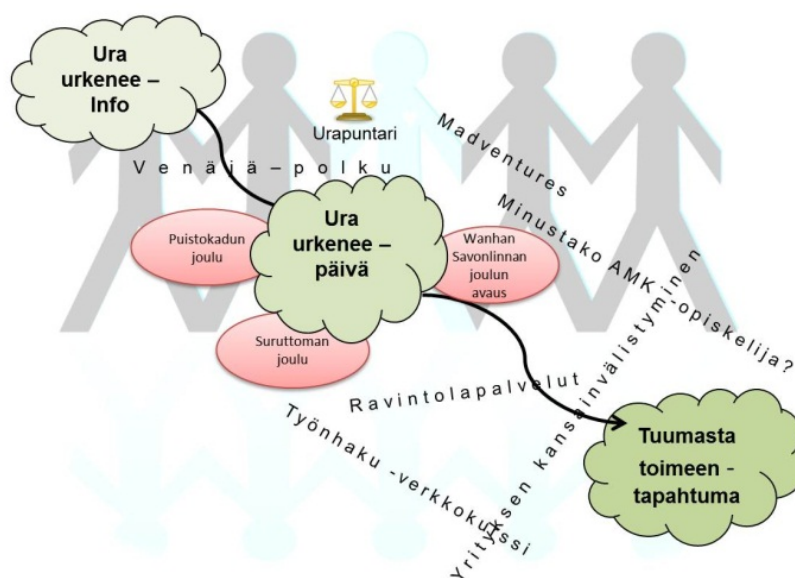 Ura
urkenee –
Info
Urapuntari
Madventures
Venäjä – polku
Minustako AMK -opiskelija?
Puistokadun
joulu
Ura
urkenee –
päivä
Wanhan
Savonlinnan
joulun
avaus
Suruttoman
joulu
Ravintolapalvelut
Työnhaku -verkkokurssi
Yrityksen kansainvälistyminen
Tuumasta
toimeen -
tapahtuma